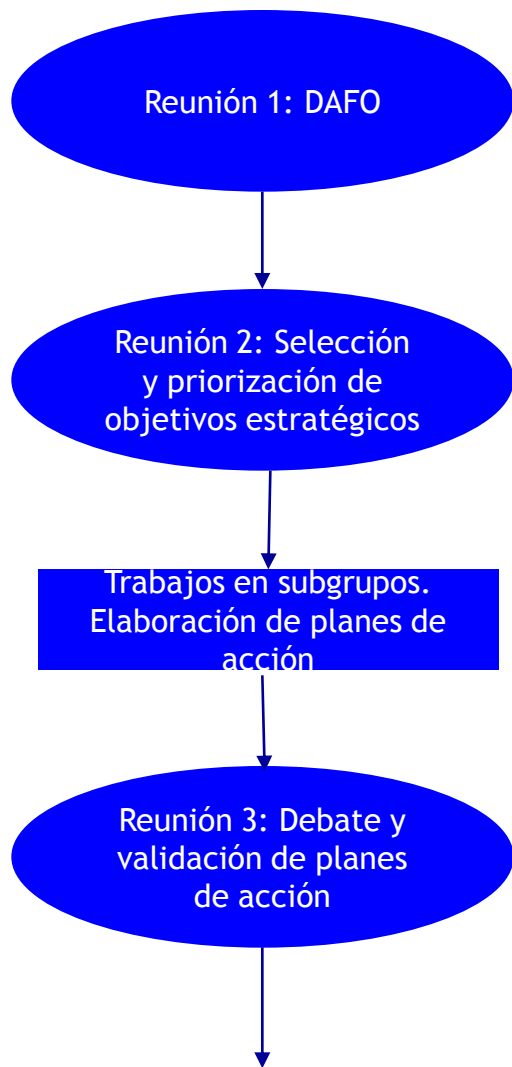 Reunión 1: DAFO
Reunión 2: Selección
y priorización de
objetivos estratégicos
Trabajos en subgrupos.
Elaboración de planes de
acción
Reunión 3: Debate y
validación de planes
de acción